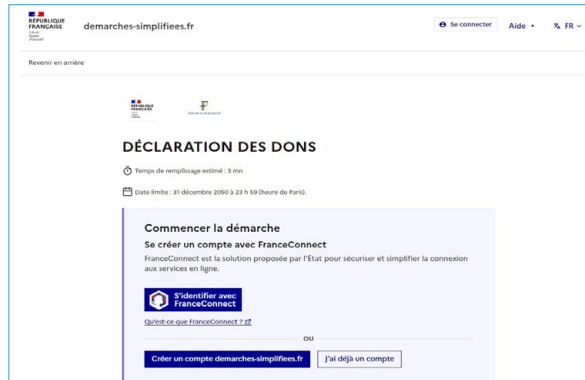 RÉPUBLIQUE
FRANÇAISE
demarches-simplifiees.fr
Se connecter
Aide
FR
Revenir en arrière
RÉPUBLIQUE
FRANÇAISE
DÉCLARATION DES DONS
Temps de remplissage estimé : 3 mn
Date limite : 31 décembre 2050 à 23 h 59 (heure de Paris).
Commencer la démarche
Se créer un compte avec FranceConnect
FranceConnect est la solution proposée par l'État pour sécuriser et simplifier la connexion
aux services en ligne.
S'identifier avec
FranceConnect
Qu'est-ce que FranceConnect ?
OU
Créer un compte demarches-simplifiees.fr
J'ai déjà un compte